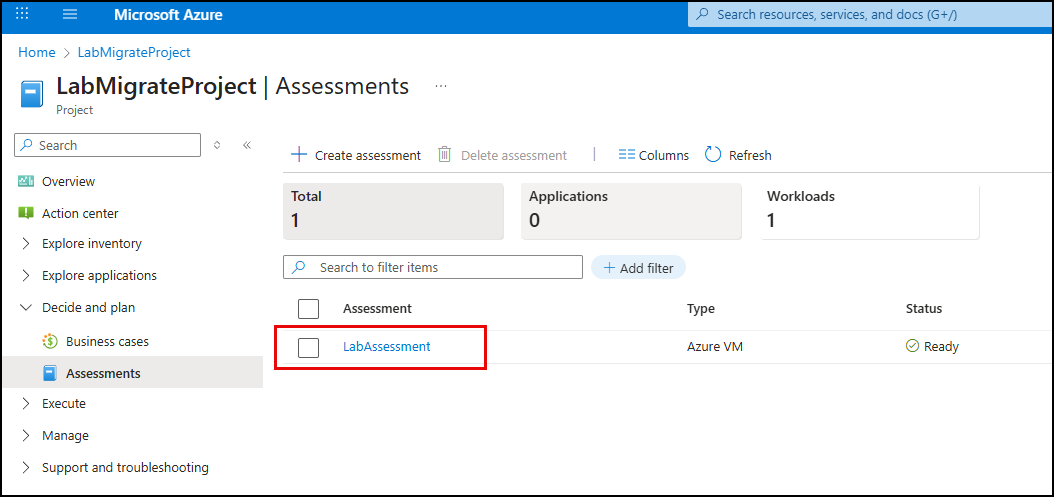 Microsoft Azure
Search resources, services, and docs (G+/)
Home > LabMigrateProject
LabMigrateProject | Assessments ...
Project
Search
Overview
Action center
Explore inventory
Explore applications
Decide and plan
Business cases
Assessments
Execute
Manage
Support and troubleshooting
Create assessment Delete assessment | Columns Refresh
Total
1
Applications
0
Workloads
1
Search to filter items
Add filter
Assessment Type Status
LabAssessment Azure VM Ready